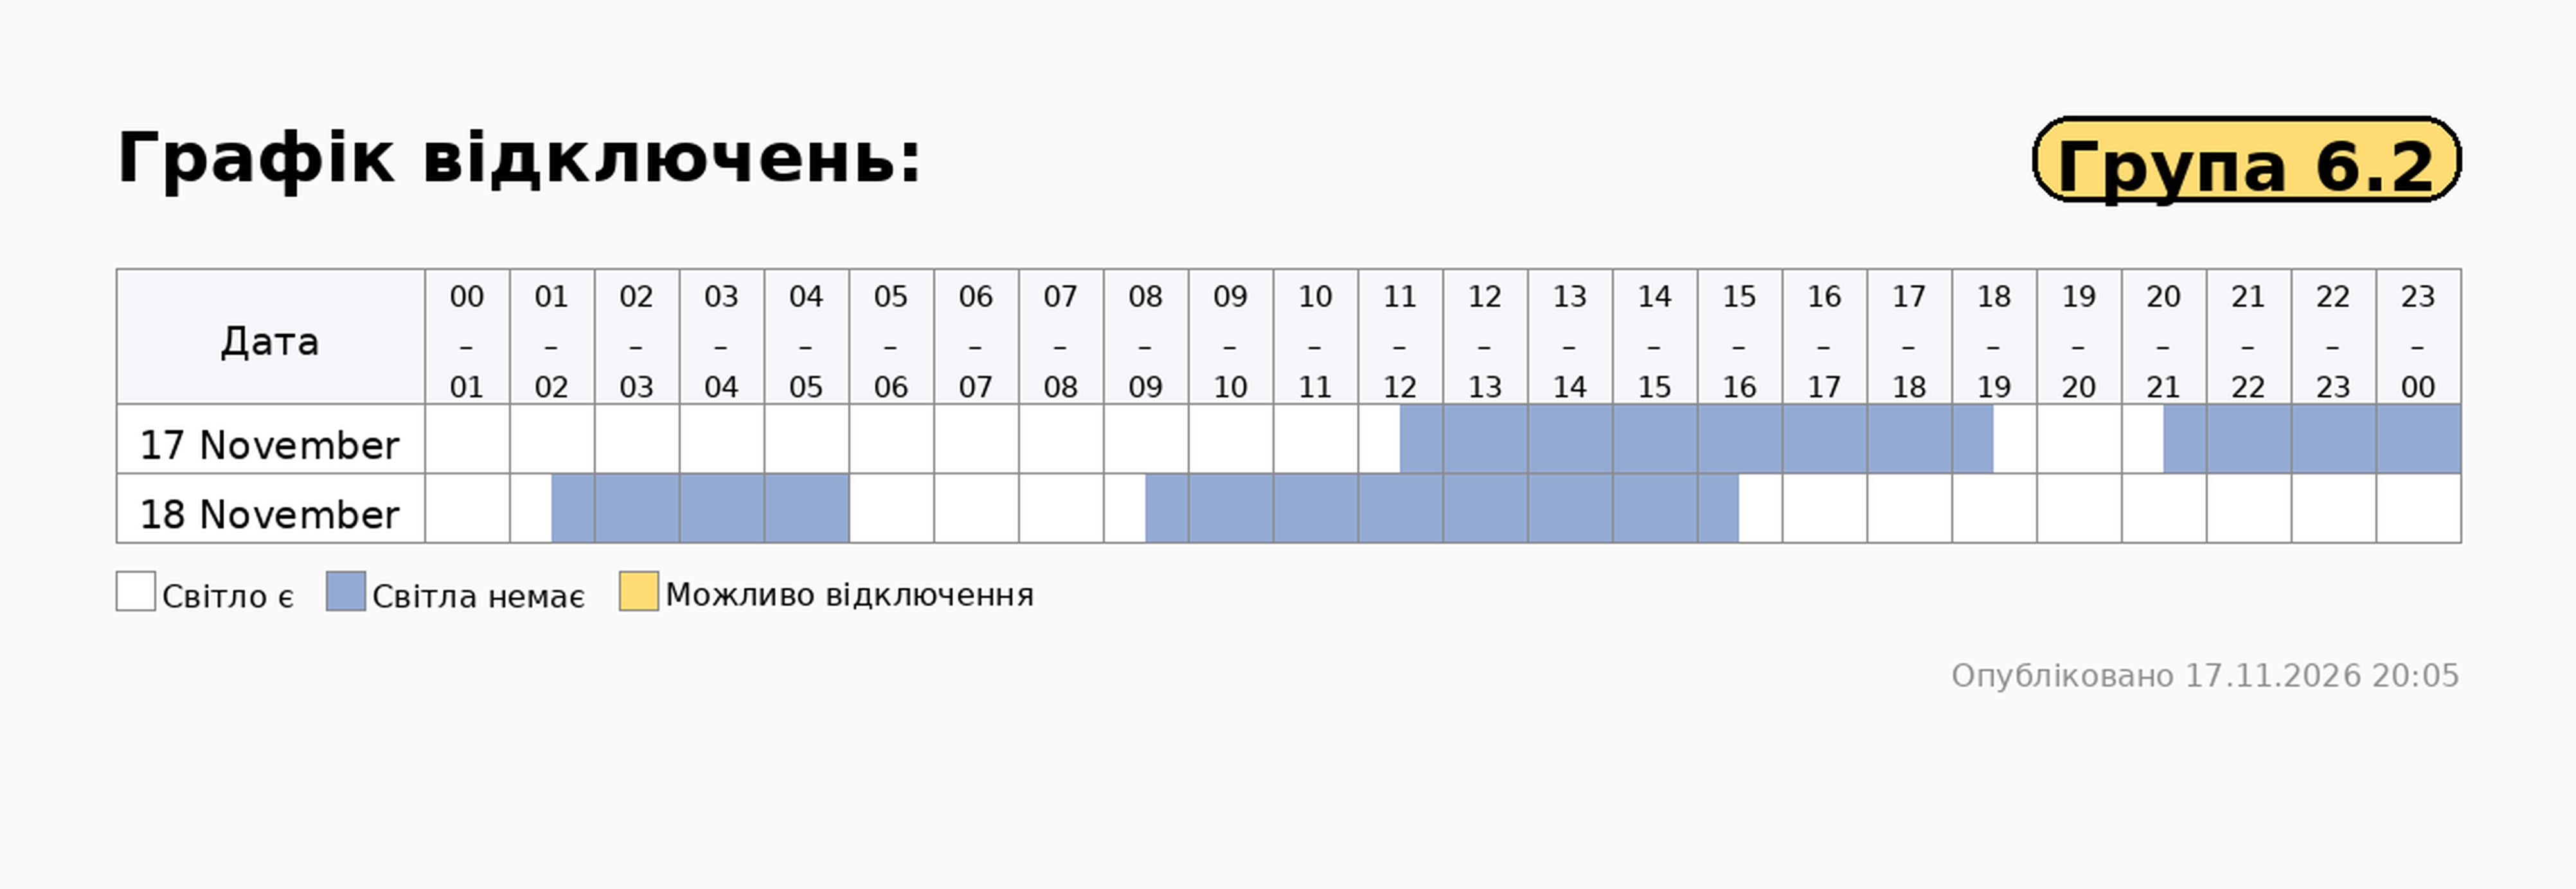 Графік відключень:
Група 6.2
Дата
00 – 01
01 – 02
02 – 03
03 – 04
04 – 05
05 – 06
06 – 07
07 – 08
08 – 09
09 – 10
10 – 11
11 – 12
12 – 13
13 – 14
14 – 15
15 – 16
16 – 17
17 – 18
18 – 19
19 – 20
20 – 21
21 – 22
22 – 23
23 – 00
17 November
18 November
Світло є
Світла немає
Можливо відключення
Опубліковано 17.11.2026 20:05